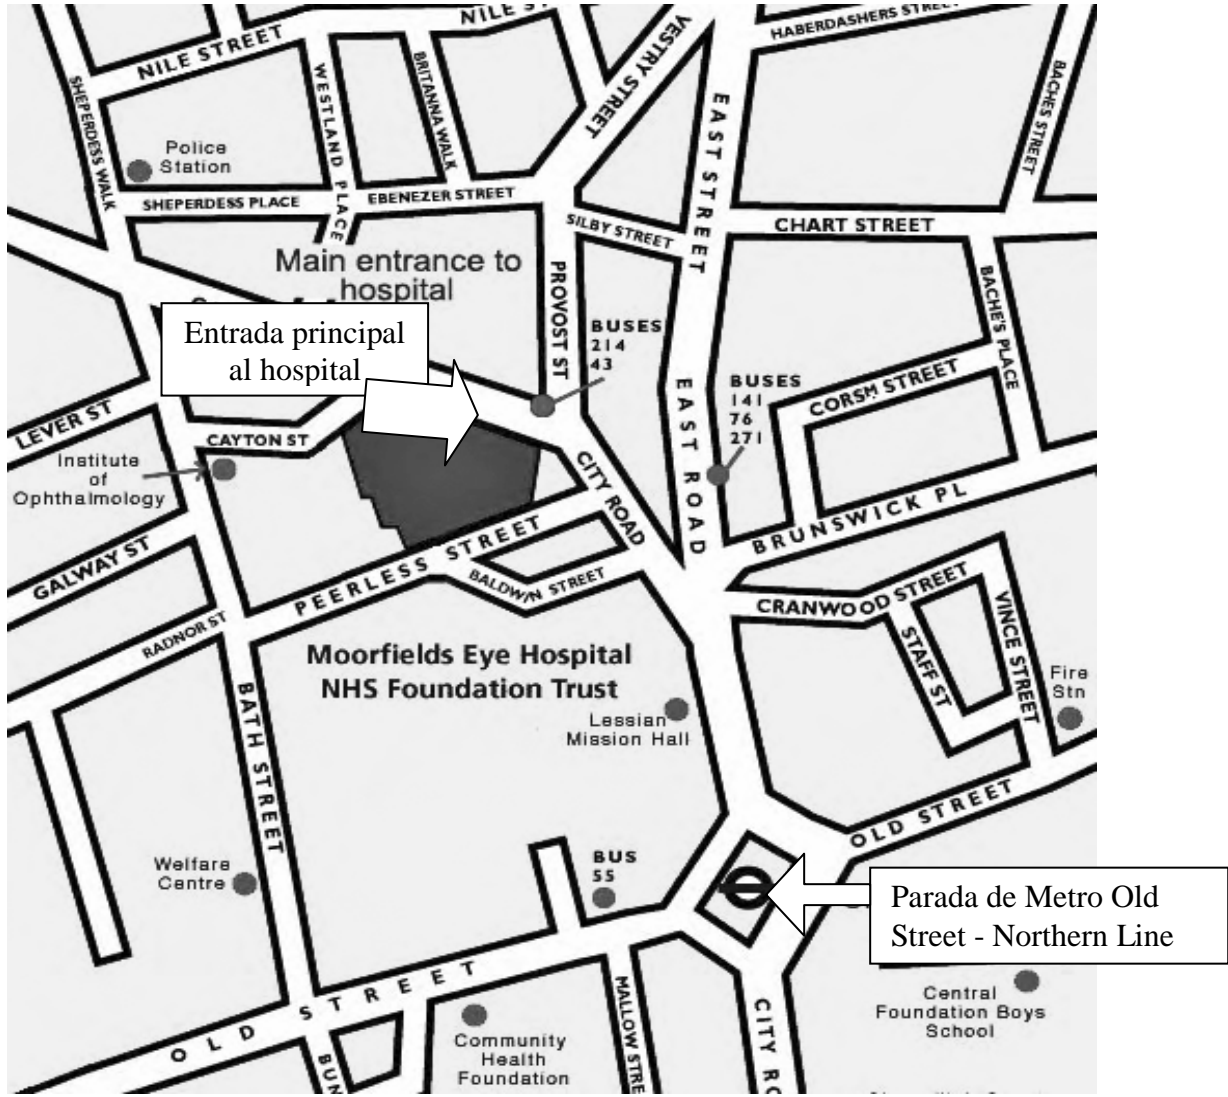 NILE STREET
NILE ST
HABERDASHERS STREET
VESTRY STREET
SHEPERDESS WALK
WESTLAND PLACE
BRITANNA WALK
EAST STREET
BACHES STREET
Police
Station
SHEPERDESS PLACE
EBENEZER STREET
SILBY STREET
CHART STREET
Main entrance to
hospital
PROVOST ST
BACHE'S PLACE
Entrada principal
al hospital
BUSES
214
43
BUSES
141
76
271
CORSM STREET
EAST ROAD
LEVER ST
CAYTON ST
Institute
of
Ophthalmology
CITY ROAD
BRUNSWICK PL
GALWAY ST
PEERLESS STREET
BALDWIN STREET
CRANWOOD STREET
RADNOR ST
STAFF ST
VINCE STREET
Moorfields Eye Hospital
NHS Foundation Trust
Fire
Stn
BATH STREET
Lessian
Mission Hall
OLD STREET
Welfare
Centre
BUS
55
Parada de Metro Old
Street - Northern Line
OLD STREET
MALLOW STRE
CITY RO
Central
Foundation Boys
School
Community
Health
Foundation
BUN